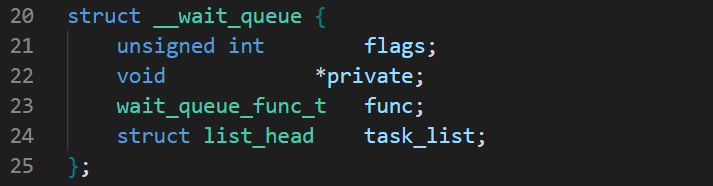 20 struct __wait_queue {
21     unsigned int        flags;
22     void            *private;
23     wait_queue_func_t   func;
24     struct list_head    task_list;
25 };